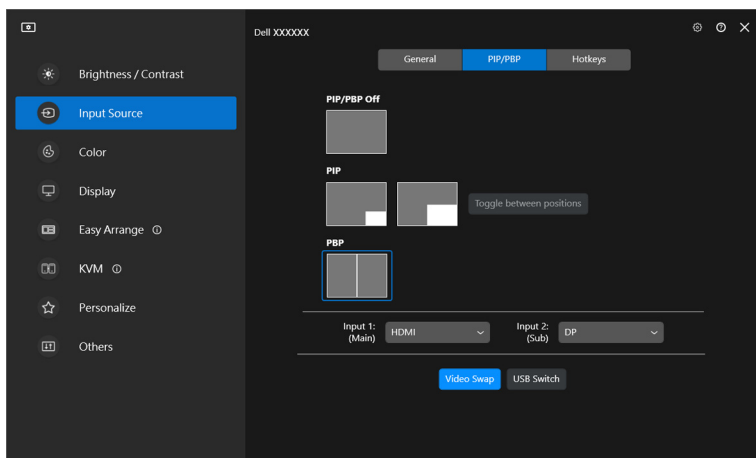 Dell XXXXXX
General PIP/PBP Hotkeys
Brightness / Contrast
Input Source
Color
Display
Easy Arrange
KVM
Personalize
Others
PIP/PBP Off
PIP
Toggle between positions
PBP
Input 1: (Main) HDMI
Input 2: (Sub) DP
Video Swap USB Switch